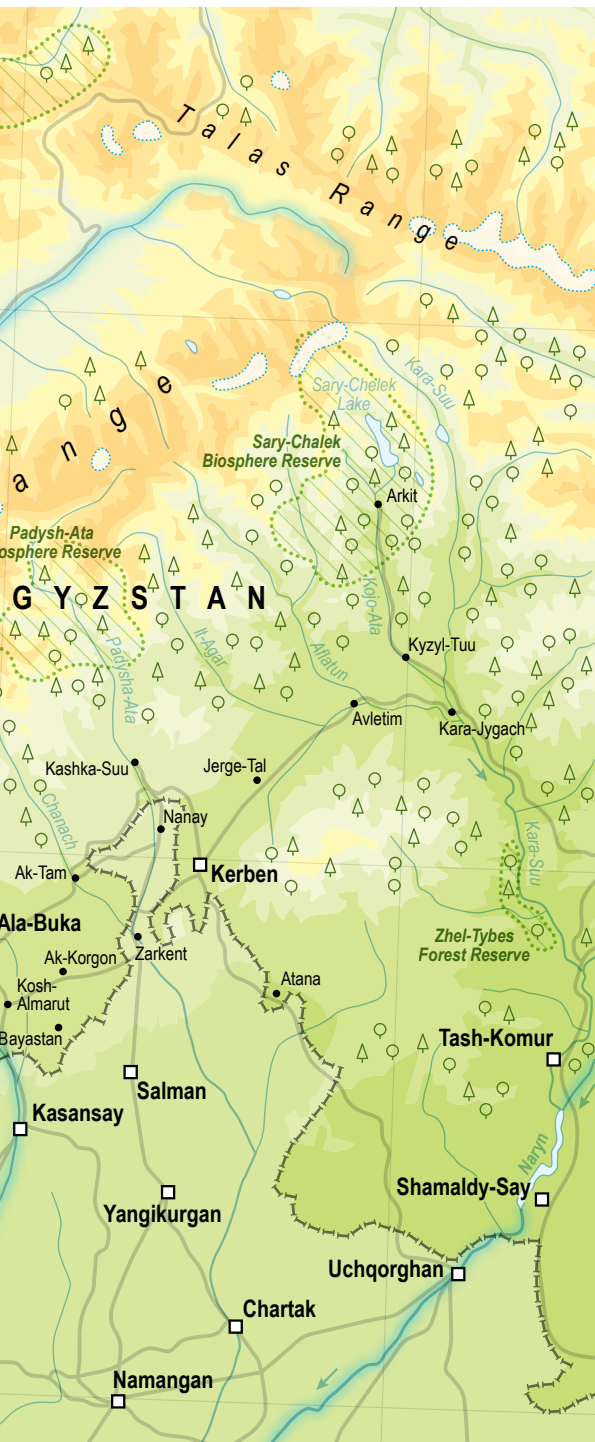 Talas Range
ange
Kara-Suu
Sary-Chelek
Lake
Sary-Chalek
Biosphere Reserve
Arkit
Padysh-Ata
osphere Reserve
GYZSTAN
Kojo-Ata
It-Agar
Aflatun
Padysha-Ata
Kyzyl-Tuu
Avletim
Kara-Jygach
Kashka-Suu
Jerge-Tal
Chanach
Nanay
Kara-Suu
Ak-Tam
Kerben
Ala-Buka
Zarkent
Zhel-Tybes
Forest Reserve
Ak-Korgon
Kosh-
Almarut
Atana
Bayastan
Tash-Komur
Salman
Kasansay
Naryn
Shamaldy-Say
Yangikurgan
Uchqorghan
Chartak
Namangan